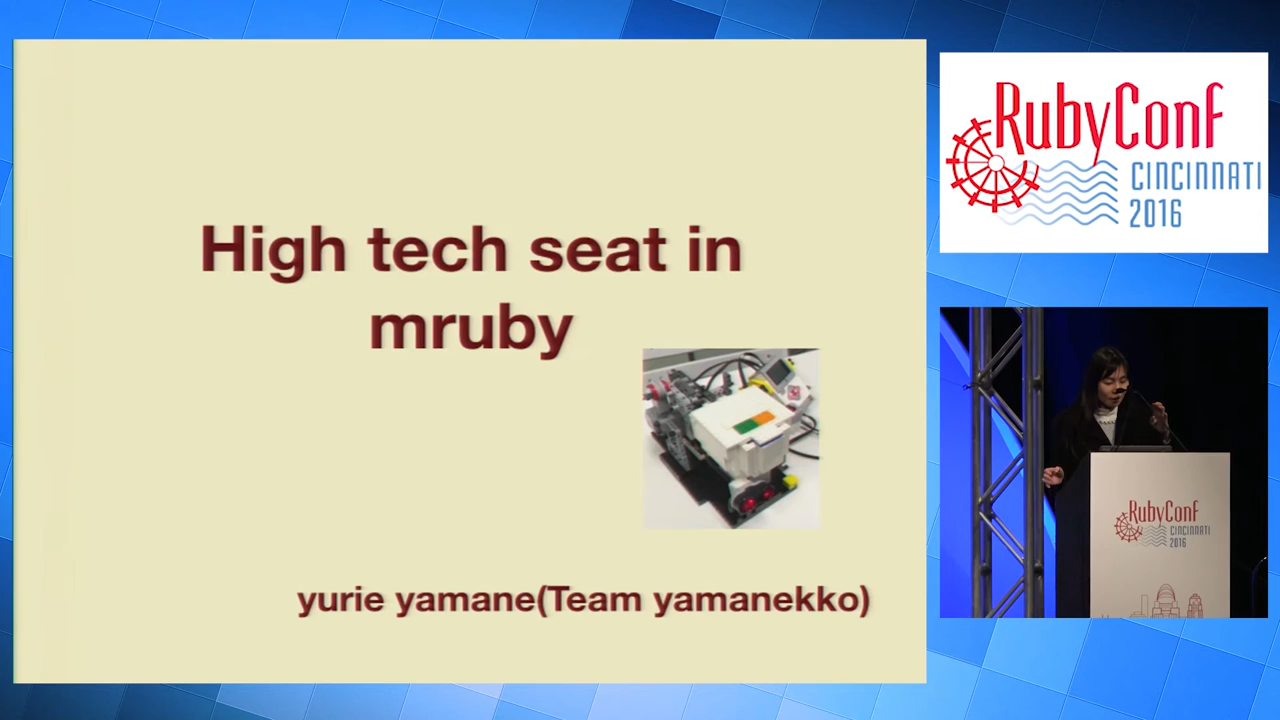 High tech seat in
mruby
yurie yamane(Team yamanekko)
RubyConf
CINCINNATI
2016
RubyConf
CINCINNATI
2016